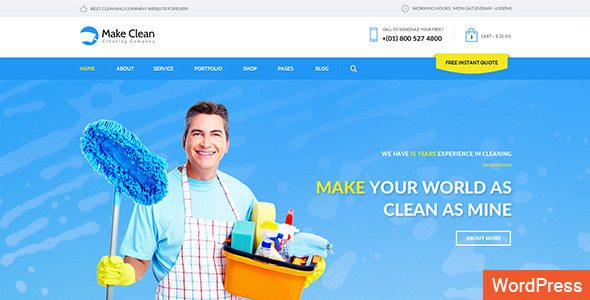 BEST CLEANING COMPANY WEBSITE FOREVER!
WORKING HOURS: MON-SAT (8.00AM - 6.00PM)
Make Clean
Cleaning Company
CALL TO SCHEDULE YOUR FREE!
+(01) 800 527 4800
CART - $ 25.00
HOME ABOUT SERVICE PORTFOLIO SHOP PAGES BLOG
FREE INSTANT QUOTE
WE HAVE 15 YEARS EXPERIENCE IN CLEANING.
MAKE YOUR WORLD AS
CLEAN AS MINE
ABOUT MORE
WordPress